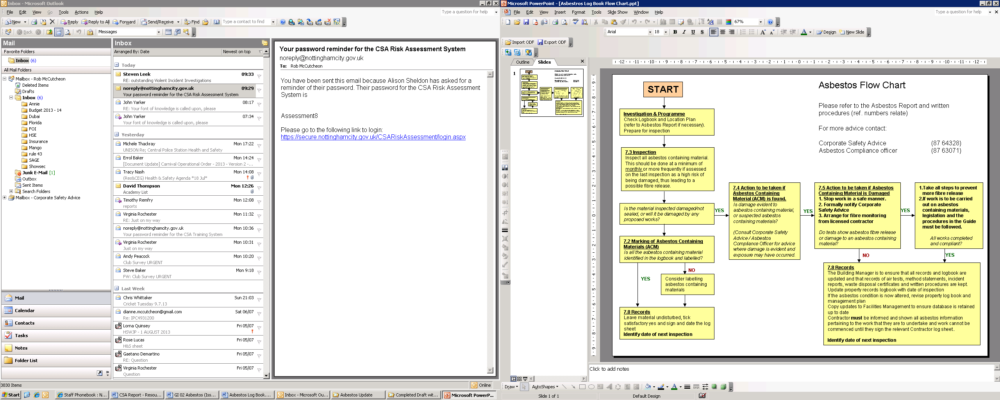 Inbox - Microsoft Outlook
File Edit View Go Tools Actions Help
Type a question for help
New Reply Reply to All Forward Send/Receive Find Type a contact to find
Back Messages
Mail
Favorite Folders
Inbox (6)
All Mail Folders
Mailbox - Rob McCutcheon
Deleted Items
Drafts
Inbox (6)
Annie
Budget 2013 - 14
Dubai
Florida
FOI
HSE
Insurance
Mango
rule 43
SAGE
Showsec
Junk E-Mail [1]
Outbox
Sent Items
Search Folders
Mailbox - Corporate Safety Advice
Mail
Calendar
Contacts
Tasks
Notes
Folder List
3830 Items
Inbox
Arranged By: Date Newest on top
Today
Steven Leek 09:33
RE: outstanding Violent Incident Investigations
noreply@nottinghamcity.gov.uk 09:29
Your password reminder for the CSA Risk Assessment System
John Yarker 08:17
RE: Your font of knowledge is called upon, please
John Yarker 07:34
Your font of knowledge is called upon, please
Yesterday
Michele Thackray Mon 17:22
UNISON Re; Central Police Station Health and Safety
Errol Baker Mon 14:24
[Document Update] Carnival Operational Order - 2013 - Version 2 -...
Tracy Nash Mon 14:08
(Res&CEG) Health & Safety Agenda *18 Jul*
David Thompson Mon 12:26
Academy List
Timothy Remfry Mon 12:08
reports
Virginia Rochester Mon 11:32
RE: Just on my way
noreply@nottinghamcity.gov.uk Mon 10:36
Your password reminder for the CSA Training System
Virginia Rochester Mon 10:31
Just on my way
Andy Peacock Mon 10:20
Club Survey URGENT
Steve Baker Mon 9:18
FW: Club Survey URGENT
Last Week
Chris Whittaker Sun 21:03
Cricket Tuesday 9.7.13
dianne.mccutcheon@gmail.com Sat 06/07
Re: IPC4931200
Lorna Quinsey Fri 05/07
HSWJP - 1 AUGUST 2013
Rose Lucas Fri 05/07
H&S sheet
Gaetano Demartino Fri 05/07
RE: Question
Virginia Rochester Fri 05/07
Question
Your password reminder for the CSA Risk Assessment System
noreply@nottinghamcity.gov.uk
To: Rob McCutcheon
You have been sent this email because Alison Sheldon has asked for a
reminder of their password. Their password for the CSA Risk Assessment
System is
Assessment8
Please go to the following link to login:
https://secure.nottinghamcity.gov.uk/CSARiskAssessment/login.aspx
Online
Microsoft PowerPoint - [Asbestros Log Book Flow Chart.ppt]
File Edit View Insert Format Tools Slide Show Window Help
Type a question for help
67%
Arial 18 B I U S Design New Slide
Import ODF Export ODF
Outline Slides
1
START
Asbestos Flow Chart
Please refer to the Asbestos Report and written
procedures (ref. numbers relate)
For more advice contact:
Corporate Safety Advice (87 64328)
Asbestos Compliance officer (87 63071)
Investigation & Programme
Check Logbook and Location Plan
(refer to Asbestos Report if necessary).
Prepare for inspection
7.3 Inspection
Inspect all asbestos containing material.
This should be done at a minimum of
monthly or more frequently if assessed
on the last inspection as a high risk of
being damaged, thus leading to a
possible fibre release.
Is the material inspected damaged/not
sealed, or will it be damaged by any
proposed works?
YES
7.4 Action to be taken if
Asbestos Containing
Material (ACM) is found.
Is damage evident to
asbestos containing material,
or suspected asbestos
containing materials?
(Consult Corporate Safety
Advice / Asbestos
Compliance Officer for advice
where damage is evident and
exposure may have occurred.
YES
7.5 Action to be taken if Asbestos
Containing Material is Damaged
1. Stop work in a safe manner.
2. Formally notify Corporate
Safety Advice
3. Arrange for fibre monitoring
from licensed contractor
Do tests show asbestos fibre release
or damage to an asbestos containing
material?
YES
1.Take all steps to prevent
more fibre release
2.If work is to be carried
out on asbestos
containing materials,
legislation and the
procedures in the Guide
must be followed.
All works completed
and compliant?
NO
YES
7.2 Marking of Asbestos Containing
Materials (ACM)
Is all the asbestos containing material
identified in the logbook and labelled?
YES
NO
Consider labelling
asbestos containing
materials
7.8 Records
Leave material undisturbed, tick
satisfactory yes and sign and date the log
sheet
Identify date of next inspection
7.8 Records
The Building Manager is to ensure that all records and logbook are
updated and that records of air tests, method statements, incident
reports, waste disposal certificates and written procedures are kept.
Update property records logbook with date of inspection
If the asbestos condition is now altered, revise property log book and
management plan
Copy updates to Facilities Management to ensure database is retained
up to date
Contractor must be informed and shown all asbestos information
pertaining to the work that they are to undertake and work cannot be
commenced until they sign the relevant Contractor log sheet..
Identify date of next inspection
Click to add notes
Draw AutoShapes
Slide 1 of 1 Default Design
Start Staff Phonebook : N... CSA Report - Resou... GI 02 Asbestos (Iss... Asbestos Log Book.... Inbox - Microsoft Ou... Asbestos Update Completed Draft wit... Microsoft PowerP...